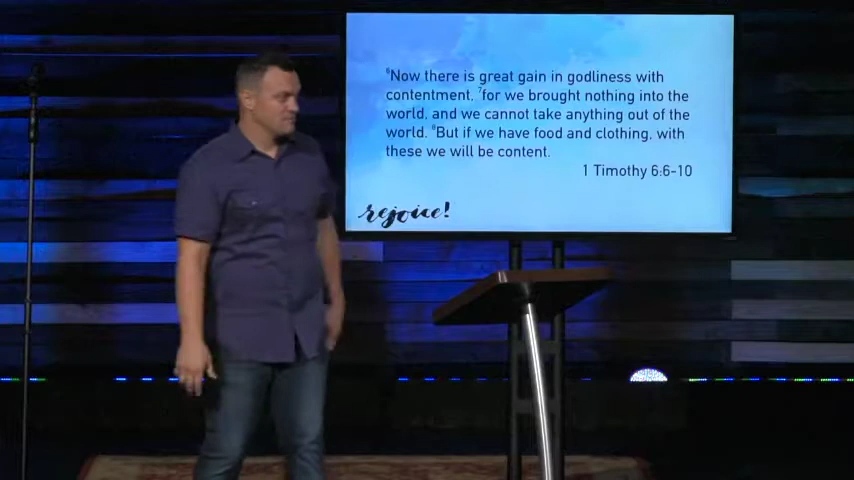 ⁶Now there is great gain in godliness with
contentment, ⁷for we brought nothing into the
world, and we cannot take anything out of the
world. ⁸But if we have food and clothing, with
these we will be content.
1 Timothy 6:6-10
rejoice!